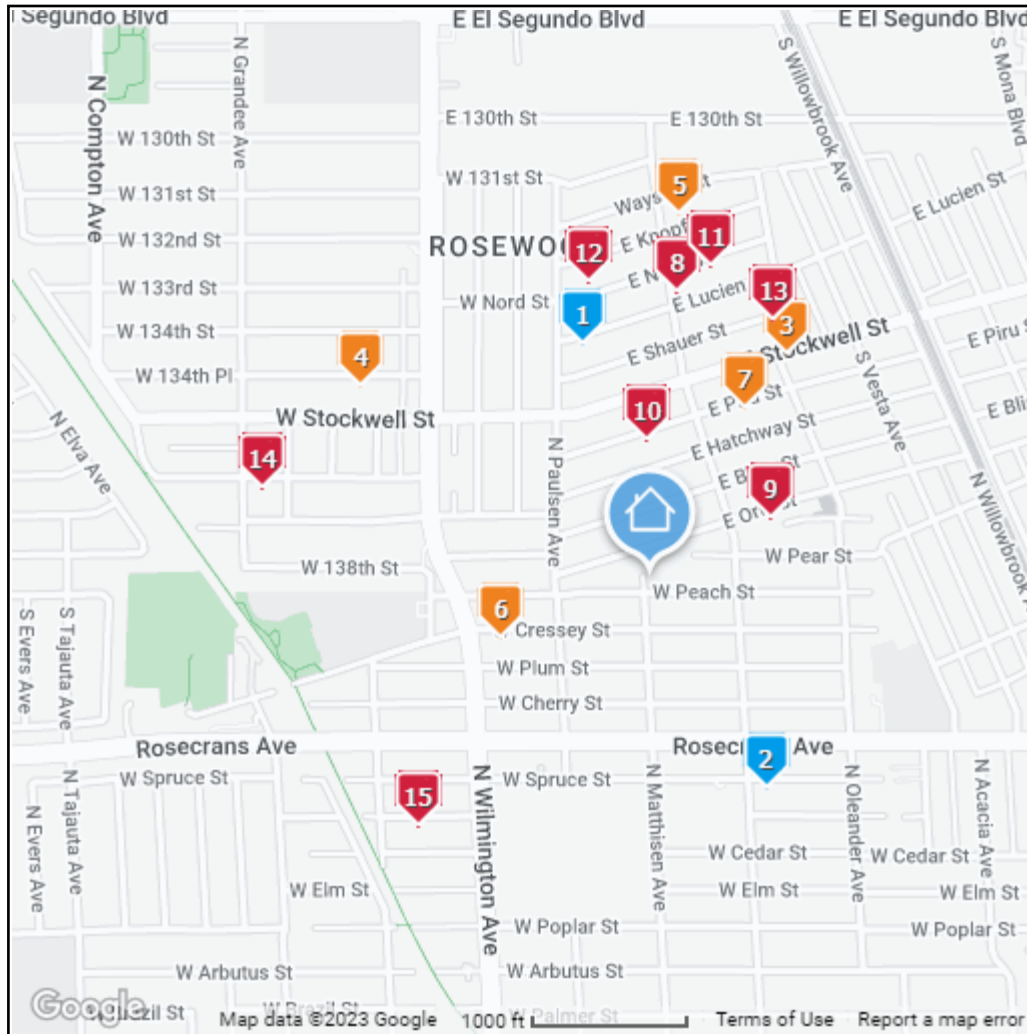 El Segundo Blvd
E El Segundo Blvd
E El Segundo Blvd
N Compton Ave
N Grandee Ave
S Willowbrook Ave
S Mona Blvd
W 130th St
E 130th St
E 130th St
W 131st St
W 131st St
5
E Lucien St
W 132nd St
ROSEWO
12
11
8
W 133rd St
W Nord St
1
E Lucien
13
W 134th St
E Shauer St
3
Stockwell St
E Piru S
4
W 134th Pl
7
S Vesta Ave
W Stockwell St
10
E Hatchway St
N Elva Ave
14
N Paulsen Ave
9
N Willowbrook A
W Pear St
W 138th St
W Peach St
6
Cressey St
S Evers Ave
S Tajauta Ave
W Plum St
W Cherry St
Rosecrans Ave
Rosecr Ave
2
W Spruce St
W Spruce St
15
N Evers Ave
N Tajauta Ave
N Wilmington Ave
N Matthisen Ave
N Oleander Ave
N Acacia Ave
W Cedar St
W Cedar St
W Elm St
W Elm St
W Elm St
W Poplar St
W Poplar St
W Arbutus St
W Arbutus St
Google
W Brazil St
Palmer St
Map data ©2023 Google
1000 ft
Terms of Use
Report a map error